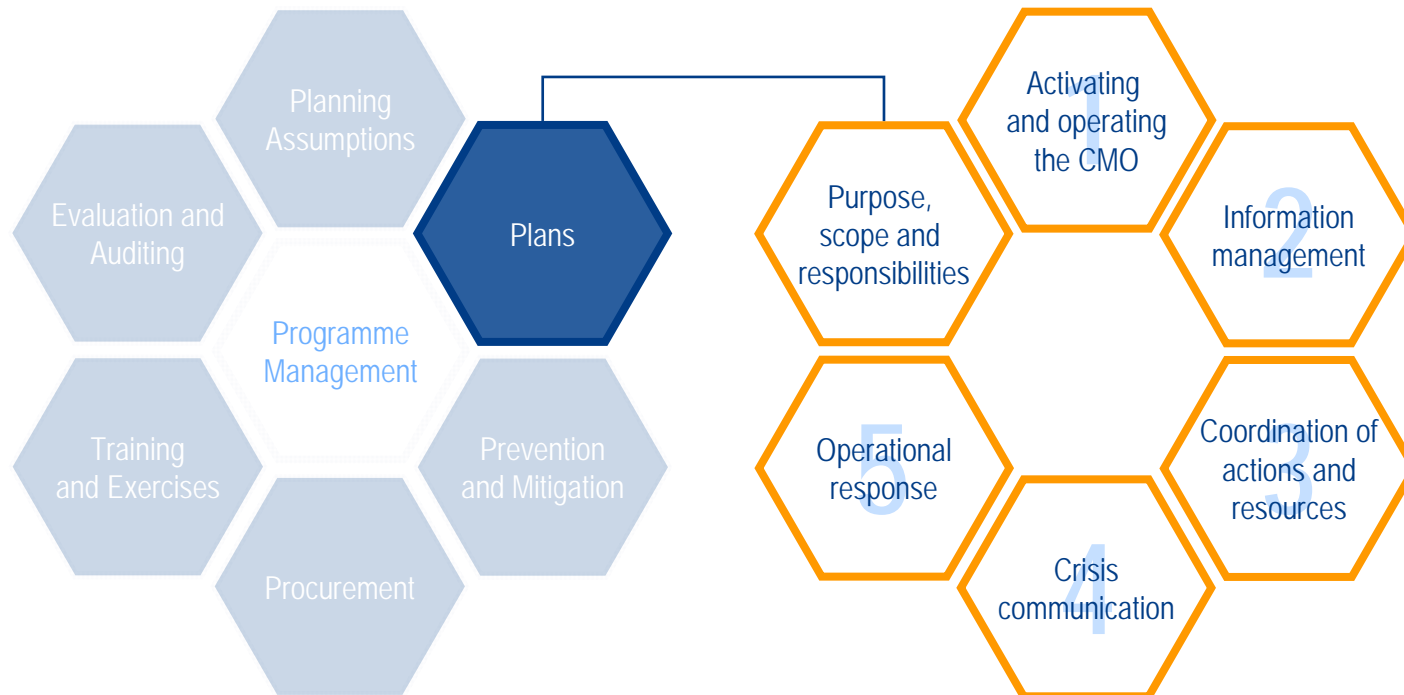 Planning
Assumptions
Evaluation and
Auditing
Plans
Programme
Management
Training
and Exercises
Prevention
and Mitigation
Procurement
Purpose,
scope and
responsibilities
1
Activating
and operating
the CMO
2
Information
management
3
Coordination of
actions and
resources
4
Crisis
communication
5
Operational
response